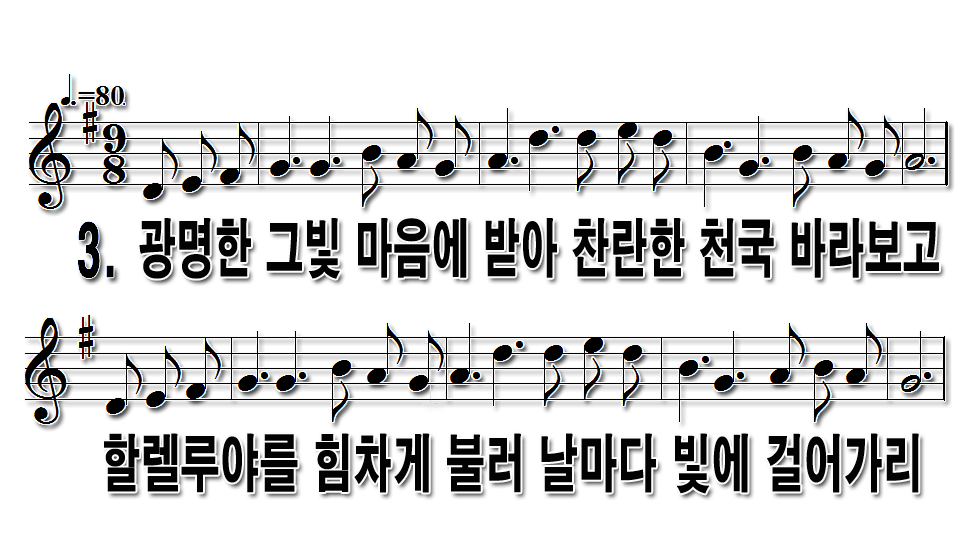 ♩.=80
9
8
3. 광명한 그빛 마음에 받아 찬란한 천국 바라보고
할렐루야를 힘차게 불러 날마다 빛에 걸어가리